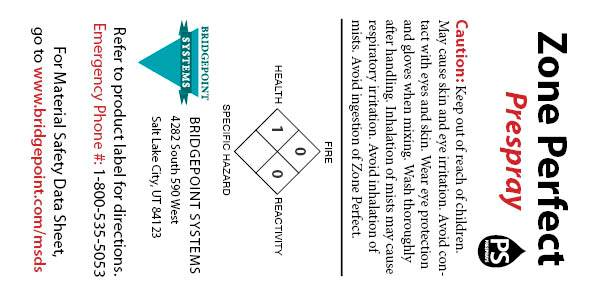 Zone Perfect
Prespray
PS
Caution: Keep out of reach of children.
May cause skin and eye irritation. Avoid con-
tact with eyes and skin. Wear eye protection
and gloves when mixing. Wash thoroughly
after handling. Inhalation of mists may cause
respiratory irritation. Avoid inhalation of
mists. Avoid ingestion of Zone Perfect.
FIRE
0
HEALTH
1
0
REACTIVITY
SPECIFIC HAZARD
BRIDGEPOINT
SYSTEMS
BRIDGEPOINT SYSTEMS
4282 South 590 West
Salt Lake City, UT 84123
Refer to product label for directions.
Emergency Phone #: 1-800-535-5053
For Material Safety Data Sheet,
go to www.bridgepoint.com/msds